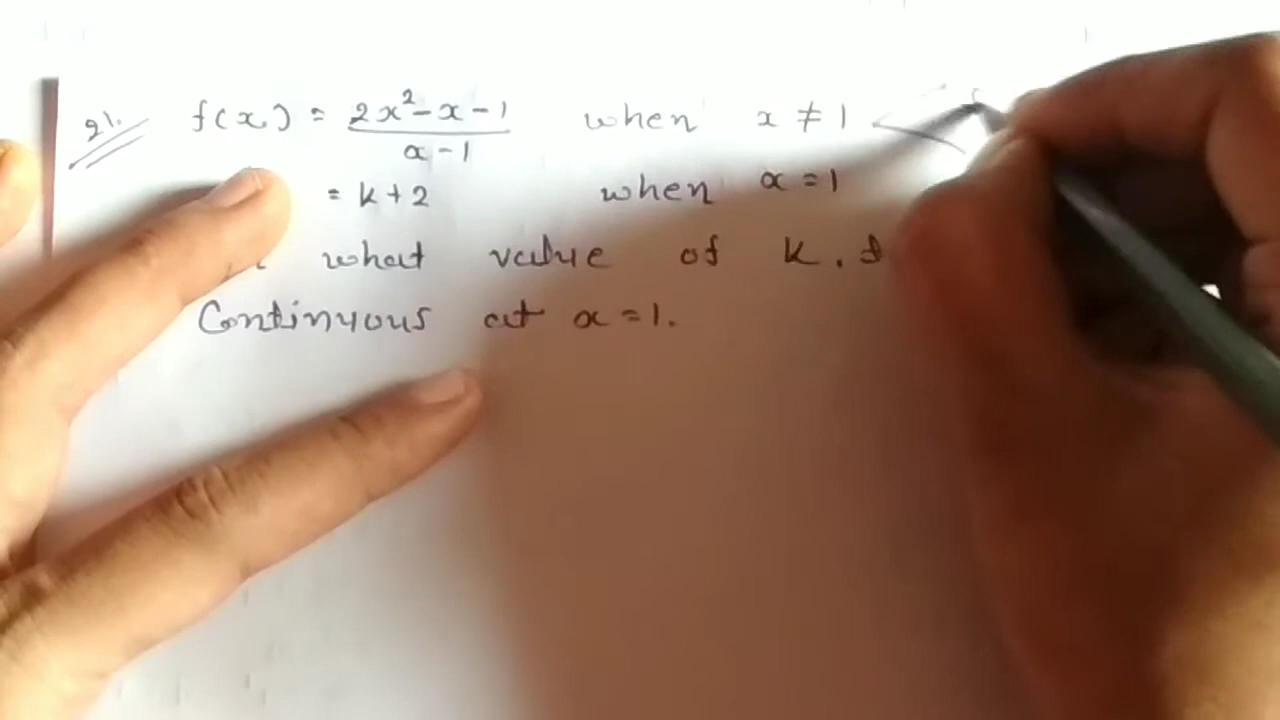 21. f(x) = (2x²-x-1)/(x-1) when x ≠ 1
= k+2 when x = 1
what value of k.
Continuous at x = 1.